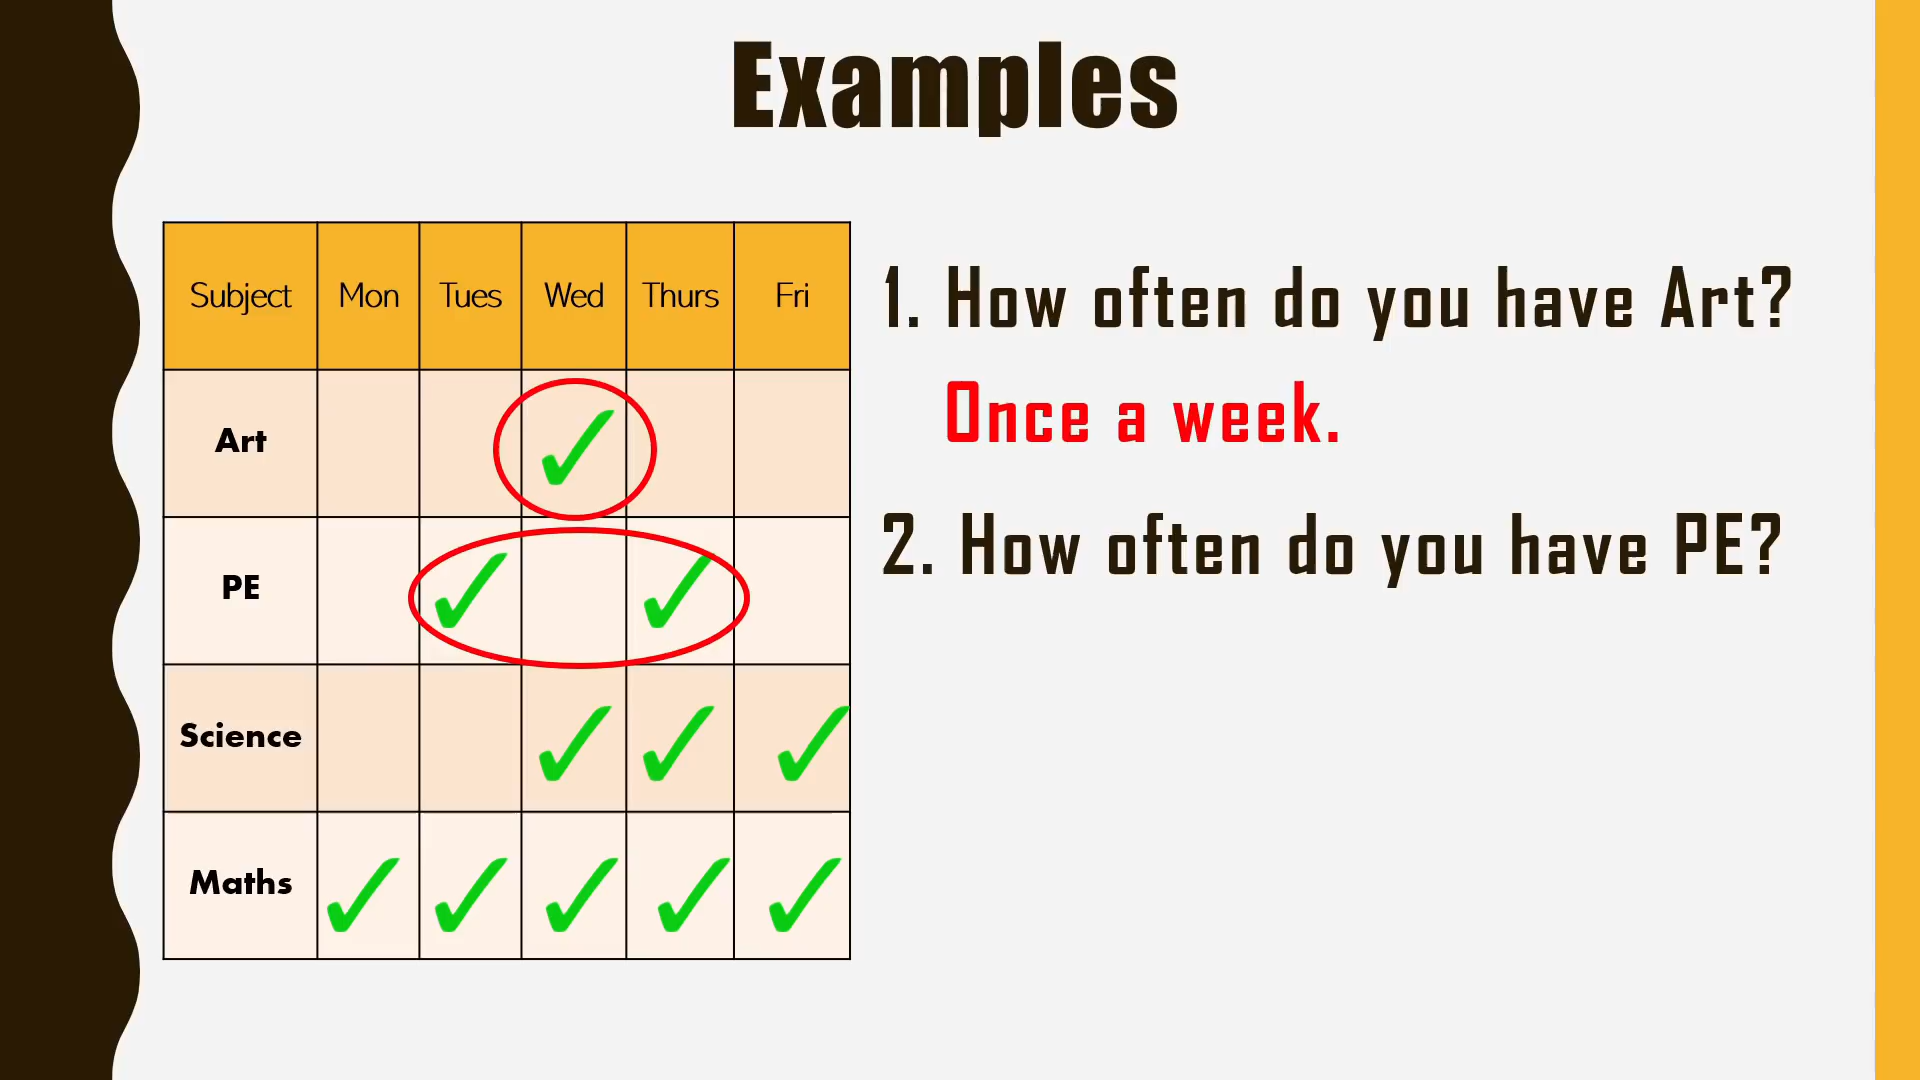 Examples
Subject Mon Tues Wed Thurs Fri
Art
PE
Science
Maths
1. How often do you have Art?
Once a week.
2. How often do you have PE?